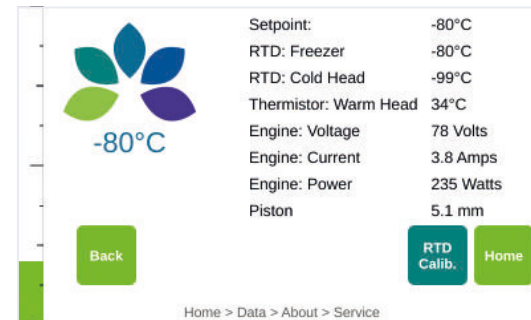 Setpoint: -80°C
RTD: Freezer -80°C
RTD: Cold Head -99°C
Thermistor: Warm Head 34°C
-80°C
Engine: Voltage 78 Volts
Engine: Current 3.8 Amps
Engine: Power 235 Watts
Piston 5.1 mm
Back
RTD
Calib.
Home
Home > Data > About > Service